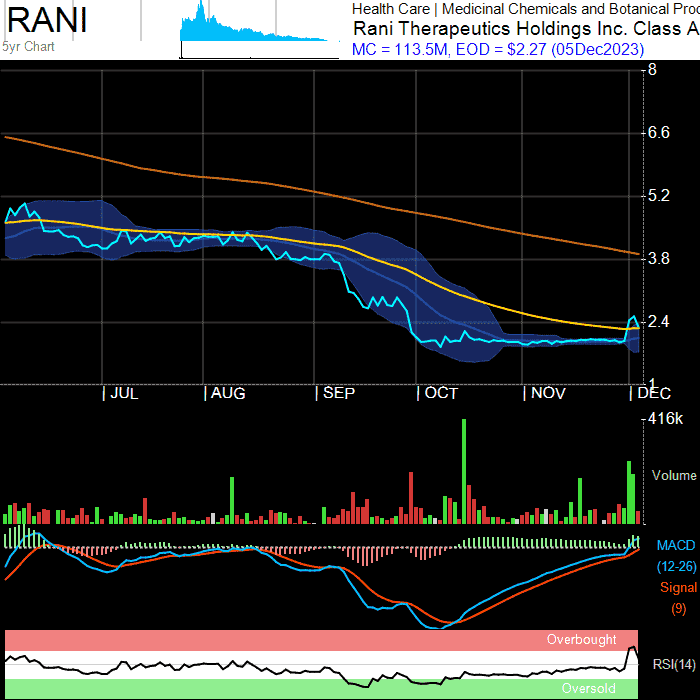 RANI
5yr Chart
Health Care | Medicinal Chemicals and Botanical Proc
Rani Therapeutics Holdings Inc. Class A
MC = 113.5M, EOD = $2.27 (05Dec2023)
8
6.6
5.2
3.8
2.4
1
JUL AUG SEP OCT NOV DEC
416k
Volume
MACD
(12-26)
Signal
(9)
Overbought
RSI(14)
Oversold